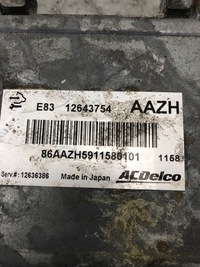 E83 12643754 AAZH
86AAZH5911580101 1158
Serv.#: 12636386 Made in Japan ACDelco